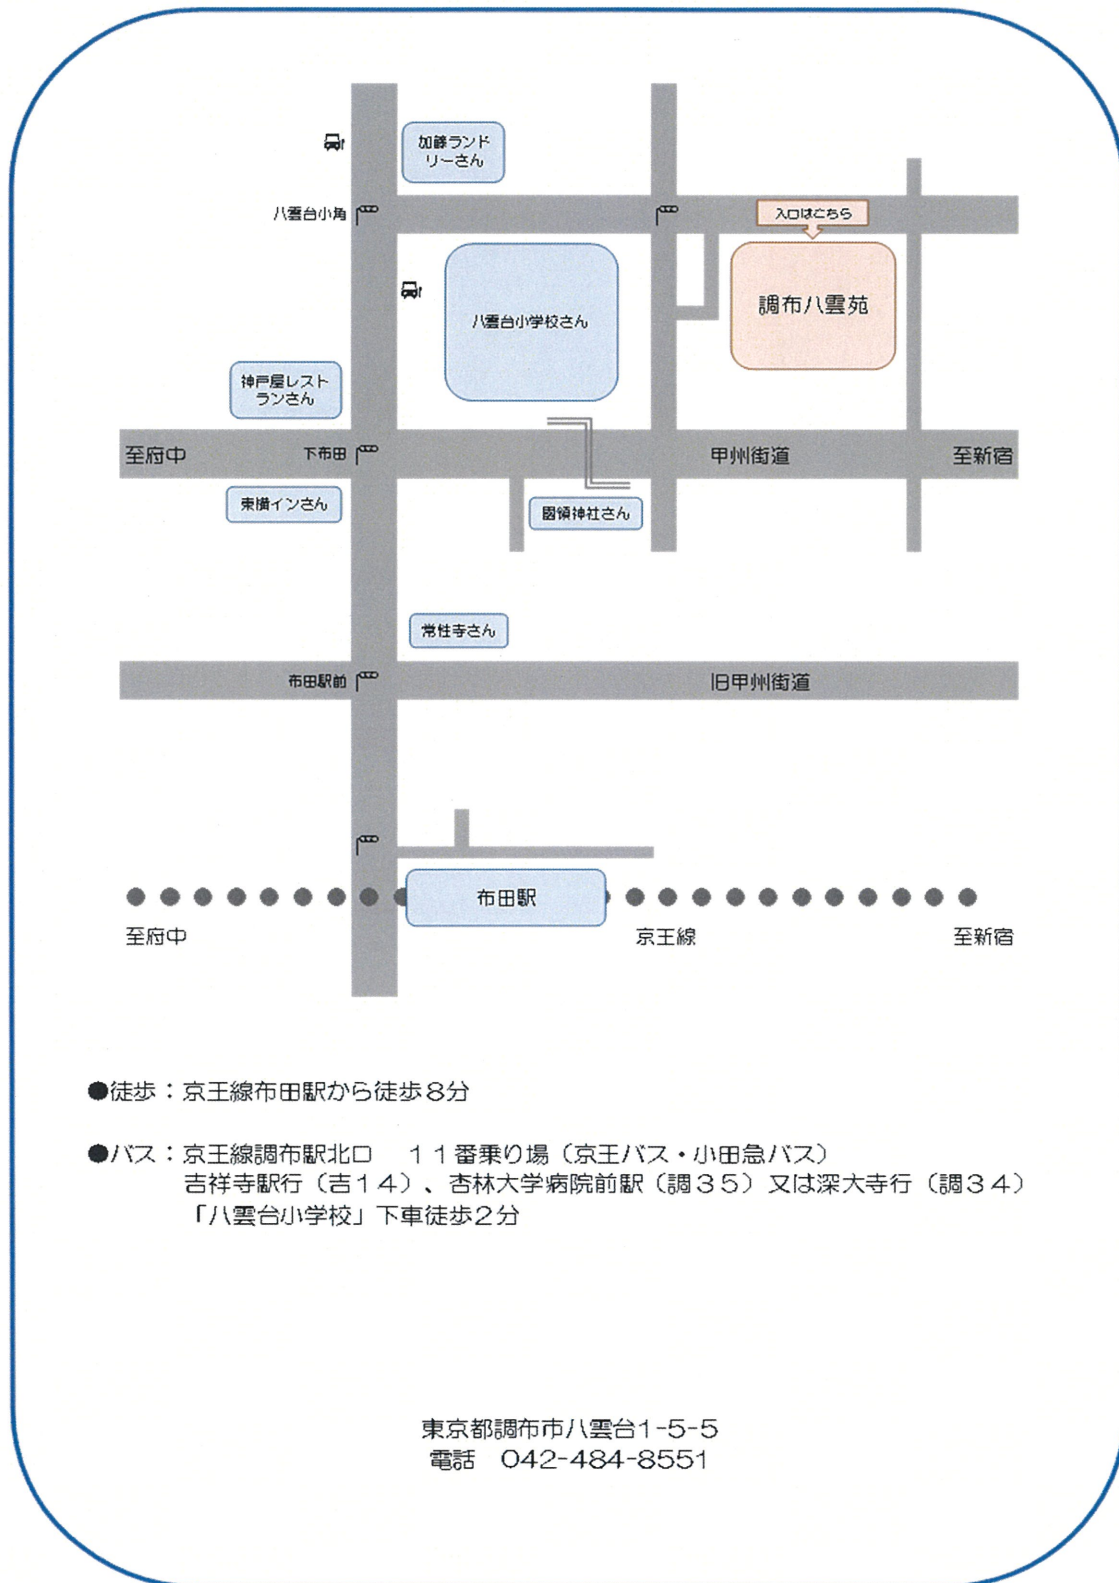 加藤ランド
リーさん
八雲台小角
入口はこちら
調布八雲苑
八雲台小学校さん
神戸屋レスト
ランさん
至府中
下布田
甲州街道
至新宿
東横インさん
國領神社さん
常性寺さん
布田駅前
旧甲州街道
布田駅
至府中
京王線
至新宿
●徒歩:京王線布田駅から徒歩8分
●バス:京王線調布駅北口　11番乗り場(京王バス・小田急バス)
吉祥寺駅行(吉14)、杏林大学病院前駅(調35)又は深大寺行(調34)
「八雲台小学校」下車徒歩2分
東京都調布市八雲台1-5-5
電話　042-484-8551